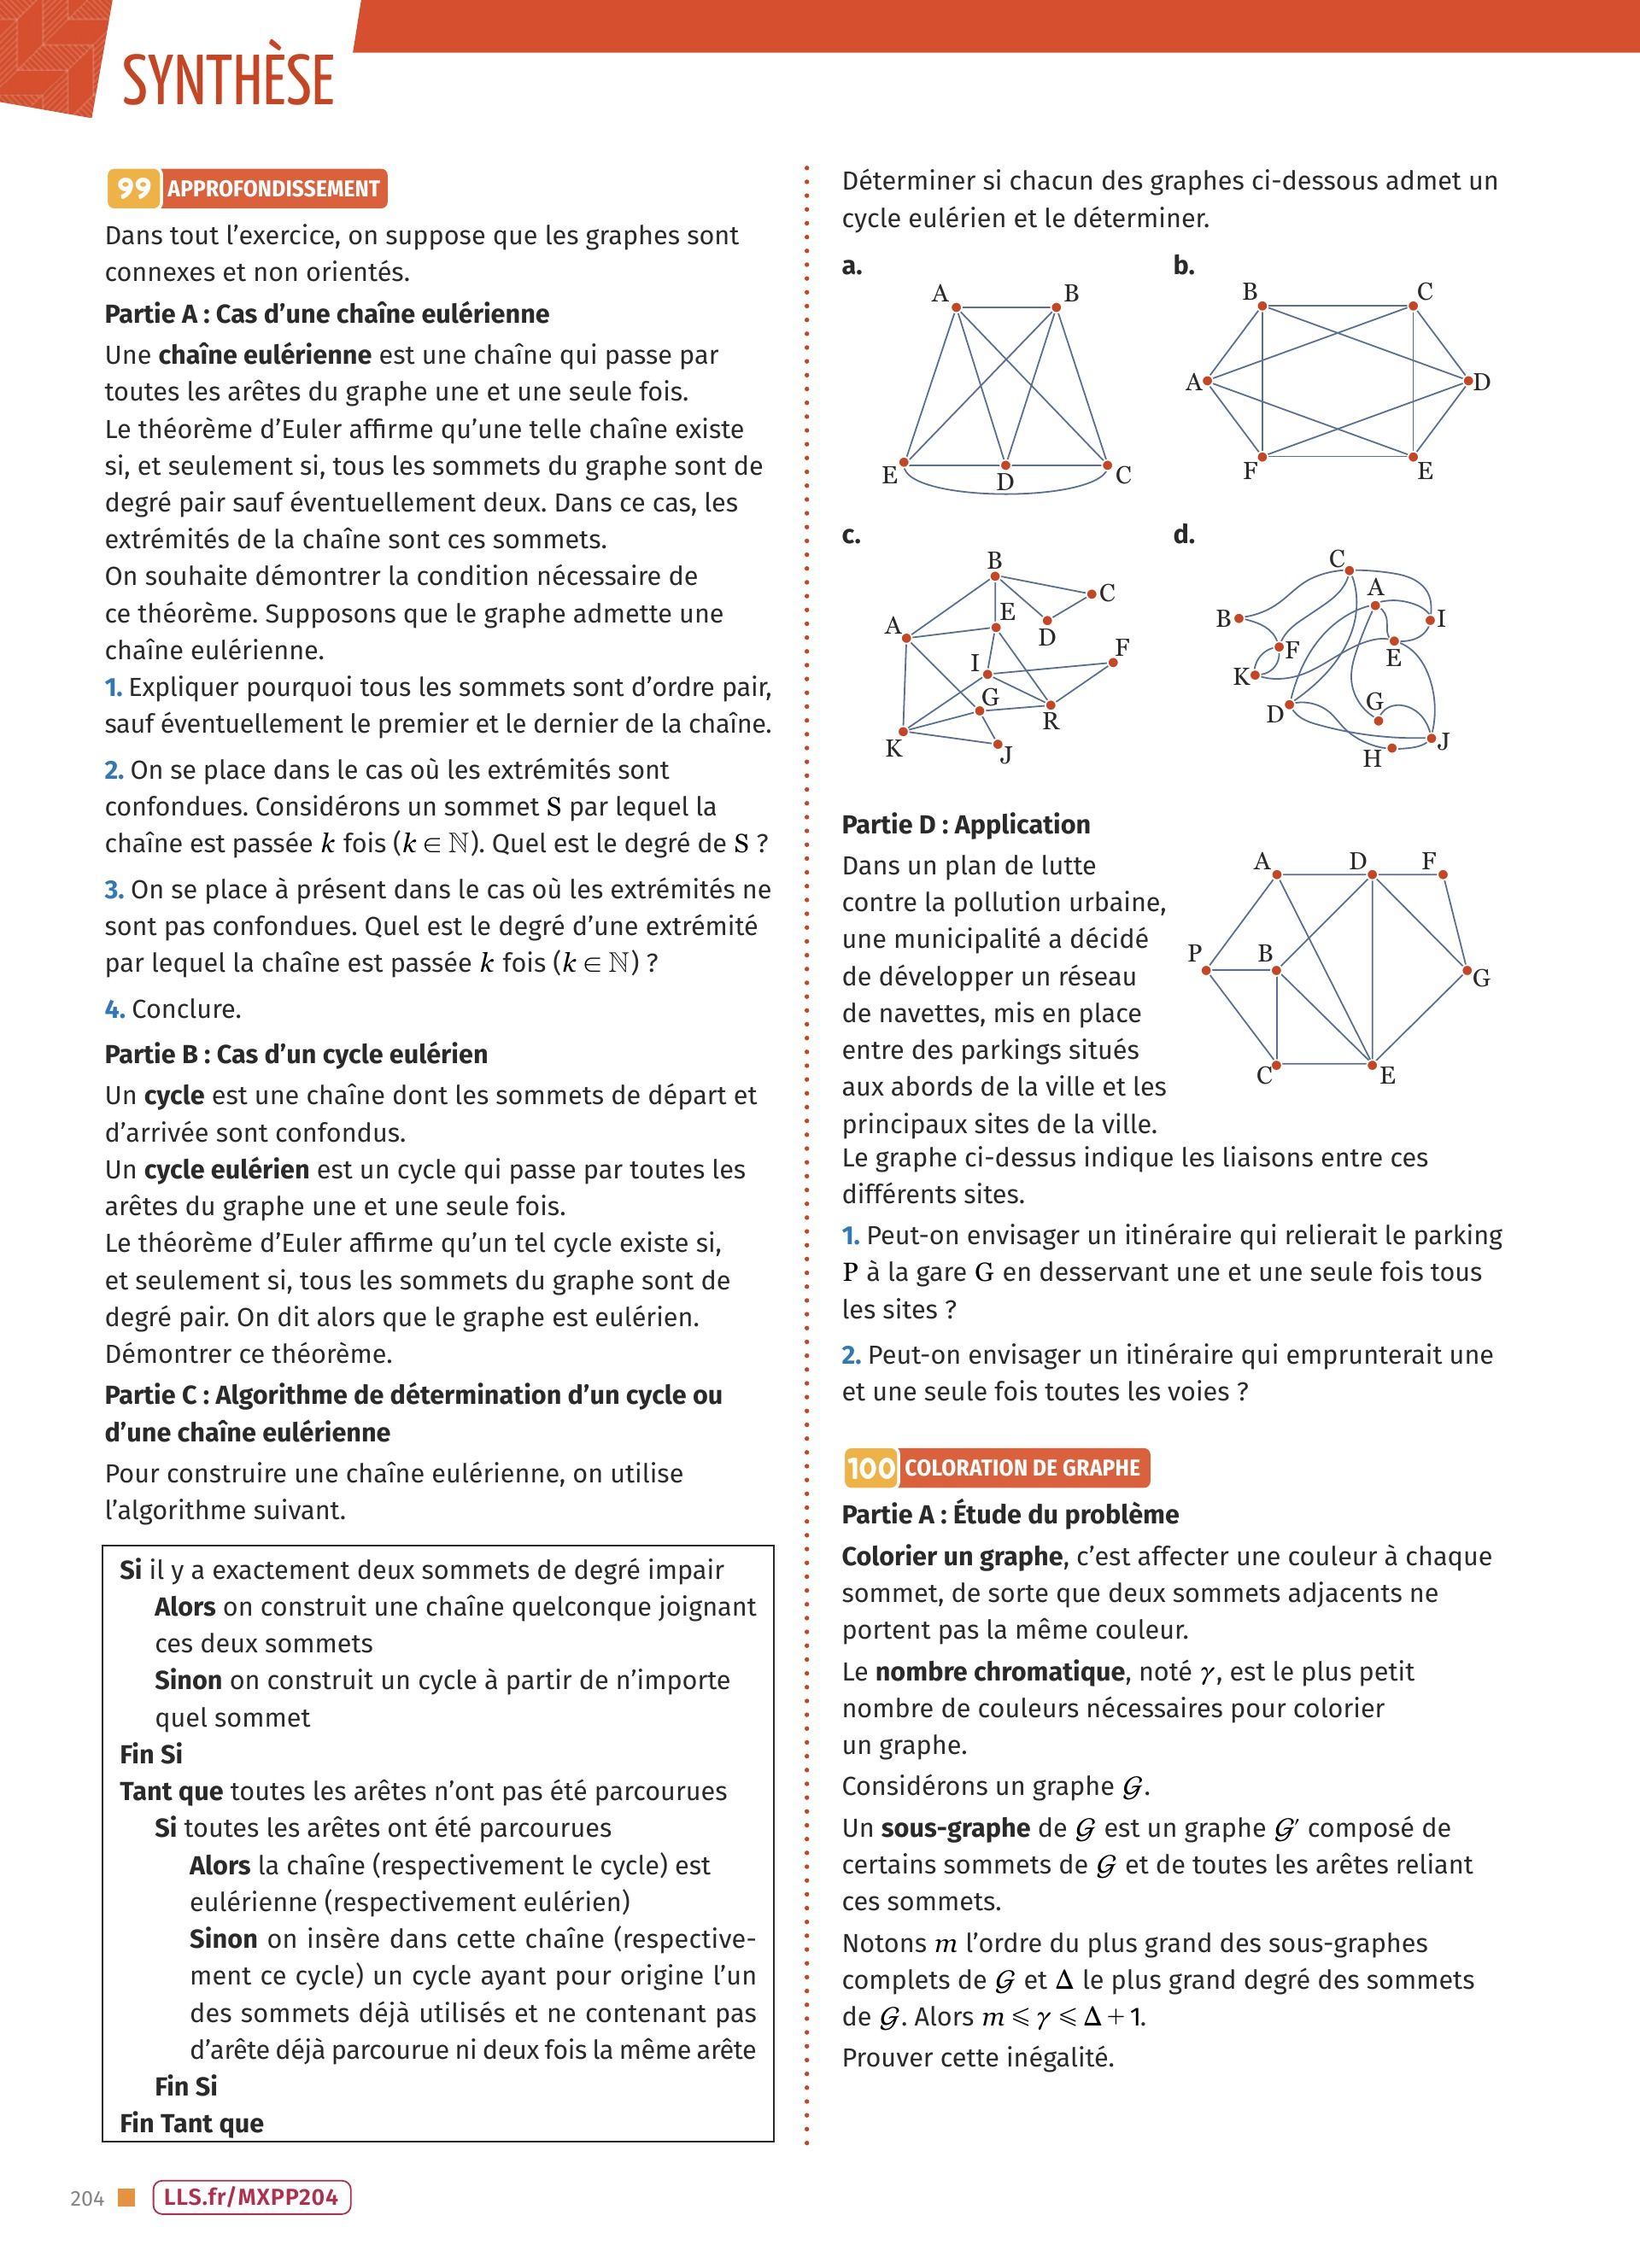 SYNTHÈSE
99 APPROFONDISSEMENT
Dans tout l’exercice, on suppose que les graphes sont
connexes et non orientés.
Partie A : Cas d’une chaîne eulérienne
Une chaîne eulérienne est une chaîne qui passe par
toutes les arêtes du graphe une et une seule fois.
Le théorème d’Euler affirme qu’une telle chaîne existe
si, et seulement si, tous les sommets du graphe sont de
degré pair sauf éventuellement deux. Dans ce cas, les
extrémités de la chaîne sont ces sommets.
On souhaite démontrer la condition nécessaire de
ce théorème. Supposons que le graphe admette une
chaîne eulérienne.
1. Expliquer pourquoi tous les sommets sont d’ordre pair,
sauf éventuellement le premier et le dernier de la chaîne.
2. On se place dans le cas où les extrémités sont
confondues. Considérons un sommet S par lequel la
chaîne est passée k fois (k ∈ ℕ). Quel est le degré de S ?
3. On se place à présent dans le cas où les extrémités ne
sont pas confondues. Quel est le degré d’une extrémité
par lequel la chaîne est passée k fois (k ∈ ℕ) ?
4. Conclure.
Partie B : Cas d’un cycle eulérien
Un cycle est une chaîne dont les sommets de départ et
d’arrivée sont confondus.
Un cycle eulérien est un cycle qui passe par toutes les
arêtes du graphe une et une seule fois.
Le théorème d’Euler affirme qu’un tel cycle existe si,
et seulement si, tous les sommets du graphe sont de
degré pair. On dit alors que le graphe est eulérien.
Démontrer ce théorème.
Partie C : Algorithme de détermination d’un cycle ou
d’une chaîne eulérienne
Pour construire une chaîne eulérienne, on utilise
l’algorithme suivant.
Si il y a exactement deux sommets de degré impair
Alors on construit une chaîne quelconque joignant
ces deux sommets
Sinon on construit un cycle à partir de n’importe
quel sommet
Fin Si
Tant que toutes les arêtes n’ont pas été parcourues
Si toutes les arêtes ont été parcourues
Alors la chaîne (respectivement le cycle) est
eulérienne (respectivement eulérien)
Sinon on insère dans cette chaîne (respective-
ment ce cycle) un cycle ayant pour origine l’un
des sommets déjà utilisés et ne contenant pas
d’arête déjà parcourue ni deux fois la même arête
Fin Si
Fin Tant que
Déterminer si chacun des graphes ci-dessous admet un
cycle eulérien et le déterminer.
a.
A B
E D C
b.
B C
A D
F E
c.
B
C
E
A
D
F
I
G
R
K
J
d.
C
A
B
I
F
E
K
G
D
J
H
Partie D : Application
Dans un plan de lutte
contre la pollution urbaine,
une municipalité a décidé
de développer un réseau
de navettes, mis en place
entre des parkings situés
aux abords de la ville et les
principaux sites de la ville.
A D F
P B
G
C E
Le graphe ci-dessus indique les liaisons entre ces
différents sites.
1. Peut-on envisager un itinéraire qui relierait le parking
P à la gare G en desservant une et une seule fois tous
les sites ?
2. Peut-on envisager un itinéraire qui emprunterait une
et une seule fois toutes les voies ?
100 COLORATION DE GRAPHE
Partie A : Étude du problème
Colorier un graphe, c’est affecter une couleur à chaque
sommet, de sorte que deux sommets adjacents ne
portent pas la même couleur.
Le nombre chromatique, noté γ, est le plus petit
nombre de couleurs nécessaires pour colorier
un graphe.
Considérons un graphe 𝒢.
Un sous-graphe de 𝒢 est un graphe 𝒢′ composé de
certains sommets de 𝒢 et de toutes les arêtes reliant
ces sommets.
Notons m l’ordre du plus grand des sous-graphes
complets de 𝒢 et Δ le plus grand degré des sommets
de 𝒢. Alors m ⩽ γ ⩽ Δ + 1.
Prouver cette inégalité.
204
LLS.fr/MXPP204